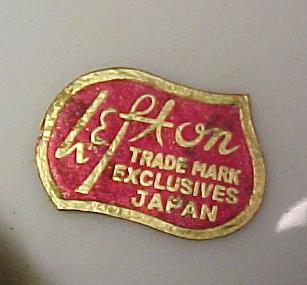 Lefton
TRADE MARK
EXCLUSIVES
JAPAN